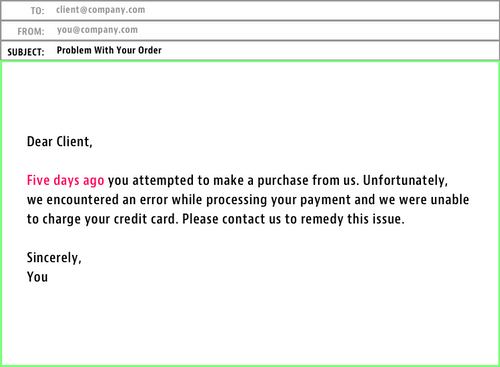 TO: client@company.com
FROM: you@company.com
SUBJECT: Problem With Your Order
Dear Client,
Five days ago you attempted to make a purchase from us. Unfortunately,
we encountered an error while processing your payment and we were unable
to charge your credit card. Please contact us to remedy this issue.
Sincerely,
You